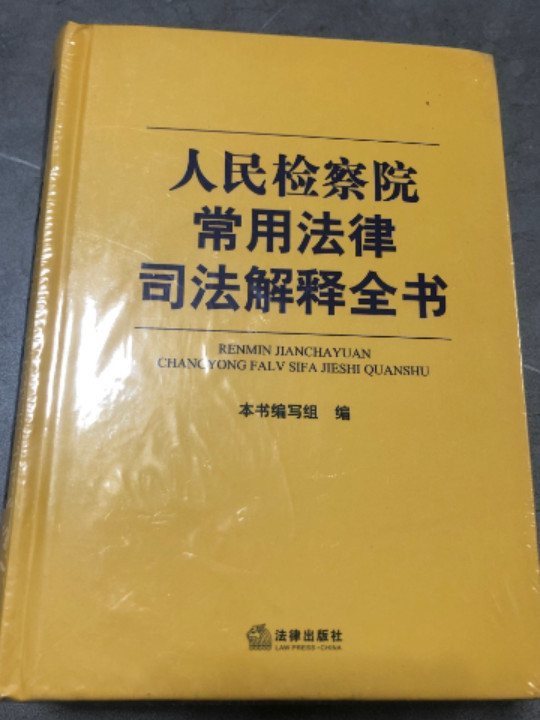 人民检察院
常用法律
司法解释全书
RENMIN JIANCHAYUAN
CHANGYONG FALV SIFA JIESHI QUANSHU
本书编写组 编
法律出版社
LAW PRESS·CHINA